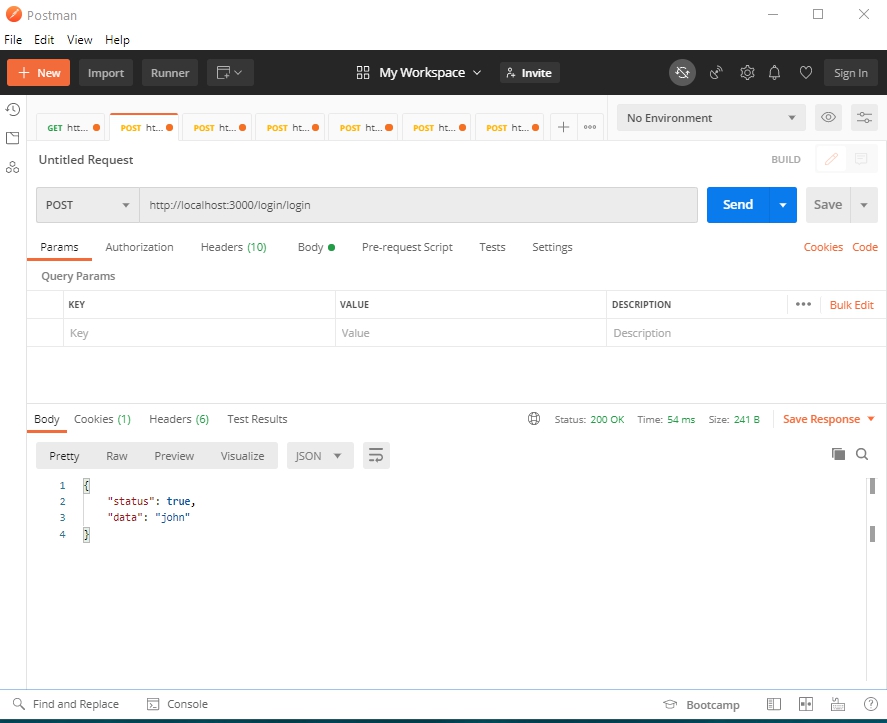 Postman
File Edit View Help
+ New Import Runner My Workspace Invite Sign In
GET htt... POST ht... POST ht... POST ht... POST ht... POST ht... POST ht... + No Environment
Untitled Request BUILD
POST http://localhost:3000/login/login Send Save
Params Authorization Headers (10) Body Pre-request Script Tests Settings Cookies Code
Query Params
KEY VALUE DESCRIPTION ••• Bulk Edit
Key Value Description
Body Cookies (1) Headers (6) Test Results Status: 200 OK Time: 54 ms Size: 241 B Save Response
Pretty Raw Preview Visualize JSON
1 {
2 "status": true,
3 "data": "john"
4 }
Find and Replace Console Bootcamp